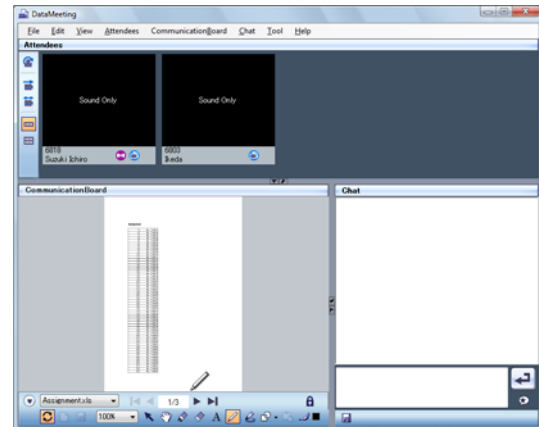 DataMeeting
File Edit View Attendees CommunicationBoard Chat Tool Help
Attendees
Sound Only
Sound Only
6818
Suzuki Ichiro
6803
Ikeda
CommunicationBoard
Chat
Assignment.xls
1/3
100%
A